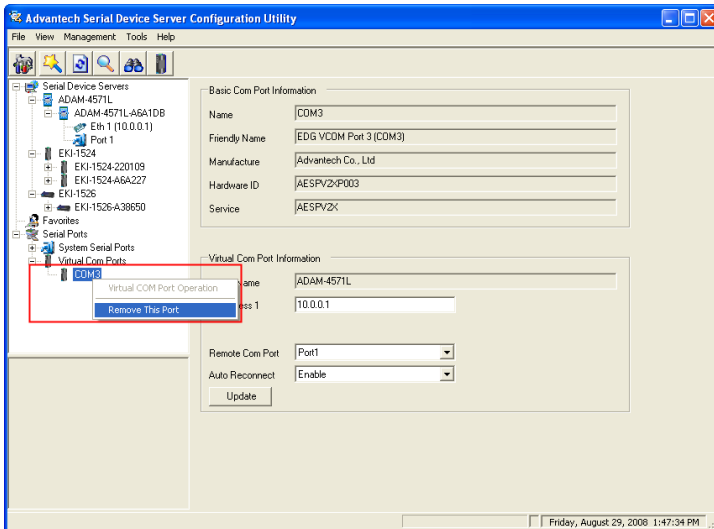 Advantech Serial Device Server Configuration Utility
File View Management Tools Help
Serial Device Servers
ADAM-4571L
ADAM-4571L-A6A1DB
Eth 1 (10.0.0.1)
Port 1
EKI-1524
EKI-1524-220109
EKI-1524-A6A227
EKI-1526
EKI-1526-A38650
Favorites
Serial Ports
System Serial Ports
Virtual Com Ports
COM3
Virtual COM Port Operation
Remove This Port
Basic Com Port Information
Name COM3
Friendly Name EDG VCOM Port 3 (COM3)
Manufacture Advantech Co., Ltd
Hardware ID AESPV2XP003
Service AESPV2X
Virtual Com Port Information
ame ADAM-4571L
ess 1 10.0.0.1
Remote Com Port Port1
Auto Reconnect Enable
Update
Friday, August 29, 2008 1:47:34 PM